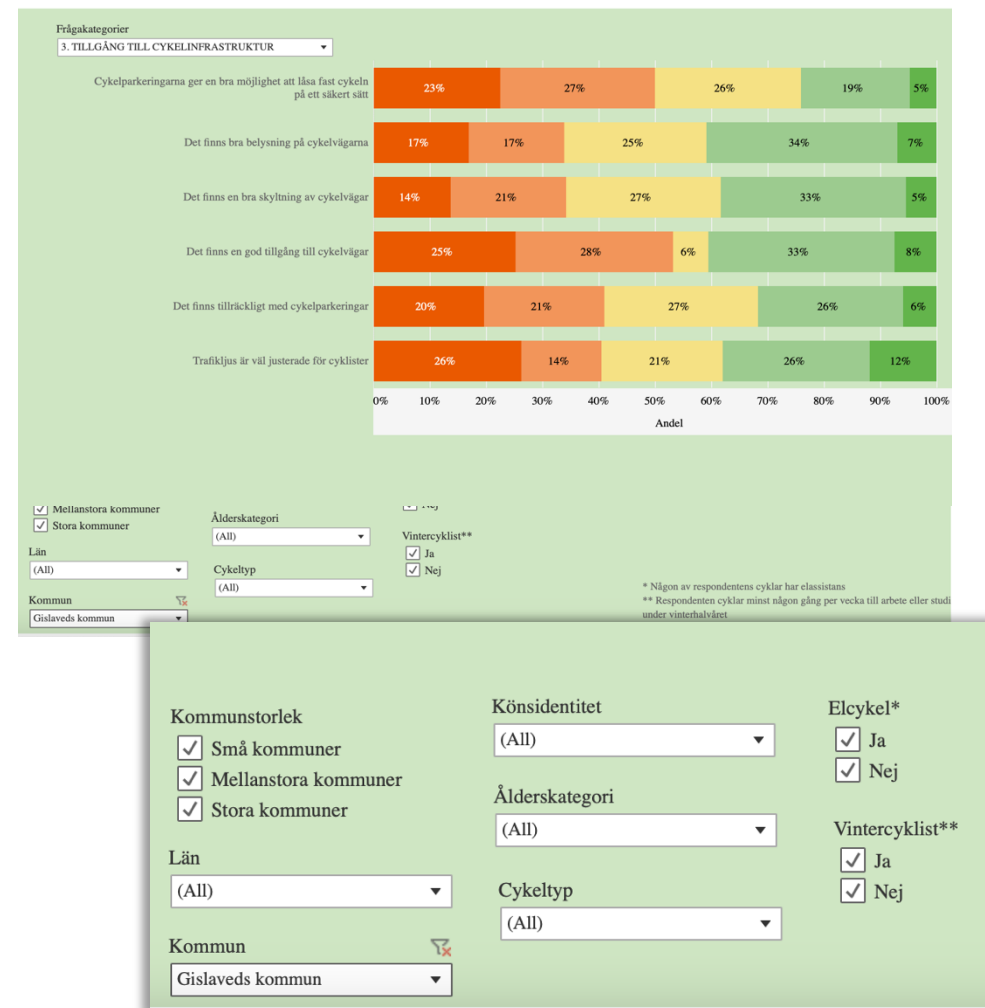 Frågakategorier
3. TILLGÅNG TILL CYKELINFRASTRUKTUR
Cykelparkeringarna ger en bra möjlighet att låsa fast cykeln
på ett säkert sätt
23% 27% 26% 19% 5%
Det finns bra belysning på cykelvägarna
17% 17% 25% 34% 7%
Det finns en bra skyltning av cykelvägar
14% 21% 27% 33% 5%
Det finns en god tillgång till cykelvägar
25% 28% 6% 33% 8%
Det finns tillräckligt med cykelparkeringar
20% 21% 27% 26% 6%
Trafikljus är väl justerade för cyklister
26% 14% 21% 26% 12%
0% 10% 20% 30% 40% 50% 60% 70% 80% 90% 100%
Andel
Mellanstora kommuner
Stora kommuner
Län
(All)
Kommun
Gislaveds kommun
Ålderskategori
(All)
Cykeltyp
(All)
Nej
Vintercyklist**
Ja
Nej
* Någon av respondentens cyklar har elassistans
** Respondenten cyklar minst någon gång per vecka till arbete eller studi
under vinterhalvåret
Kommunstorlek
Små kommuner
Mellanstora kommuner
Stora kommuner
Län
(All)
Kommun
Gislaveds kommun
Könsidentitet
(All)
Ålderskategori
(All)
Cykeltyp
(All)
Elcykel*
Ja
Nej
Vintercyklist**
Ja
Nej